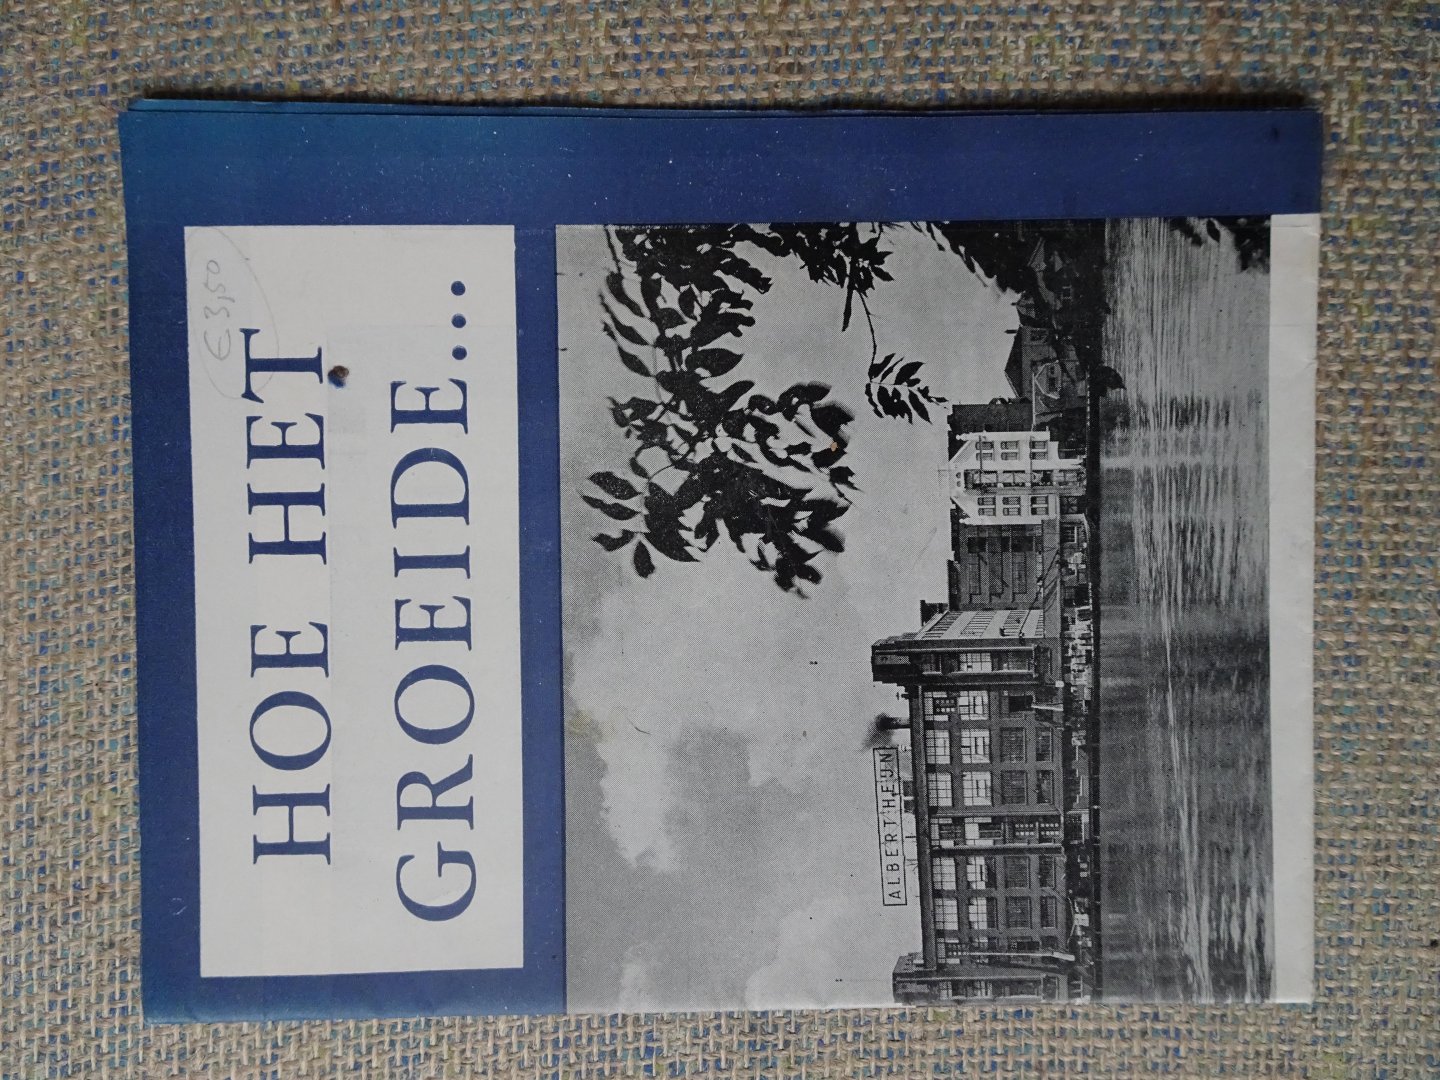 € 3,50
HOE HET
GROEIDE...
ALBERT HEIJN